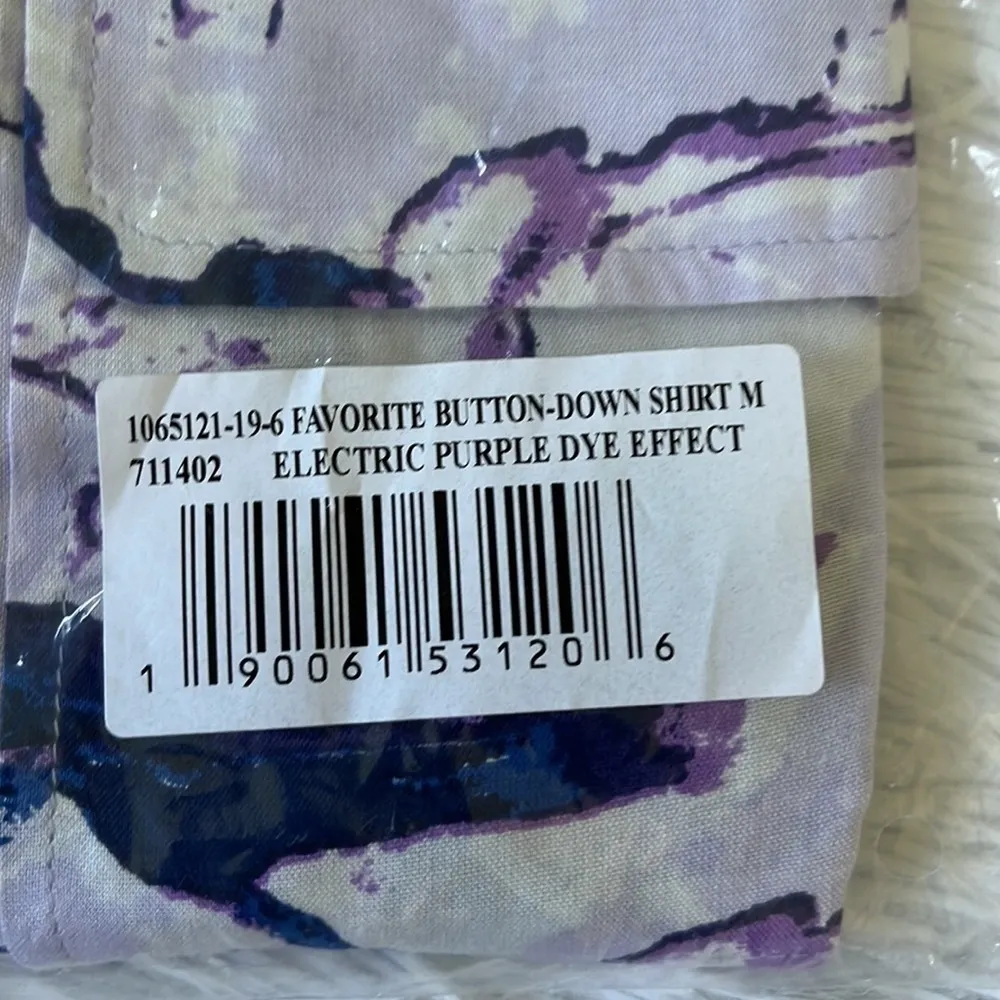 1065121-19-6 FAVORITE BUTTON-DOWN SHIRT M
711402 ELECTRIC PURPLE DYE EFFECT
1 90061 53120 6